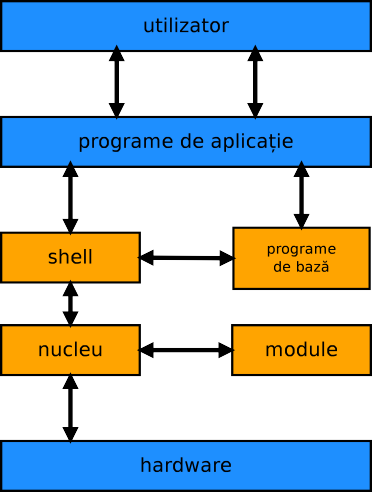 utilizator
programe de aplicație
shell
programe
de bază
nucleu
module
hardware